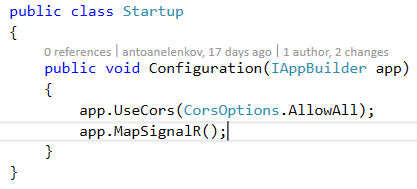 public class Startup
{
0 references | antoanelenkov, 17 days ago | 1 author, 2 changes
public void Configuration(IAppBuilder app)
{
app.UseCors(CorsOptions.AllowAll);
app.MapSignalR();
}
}